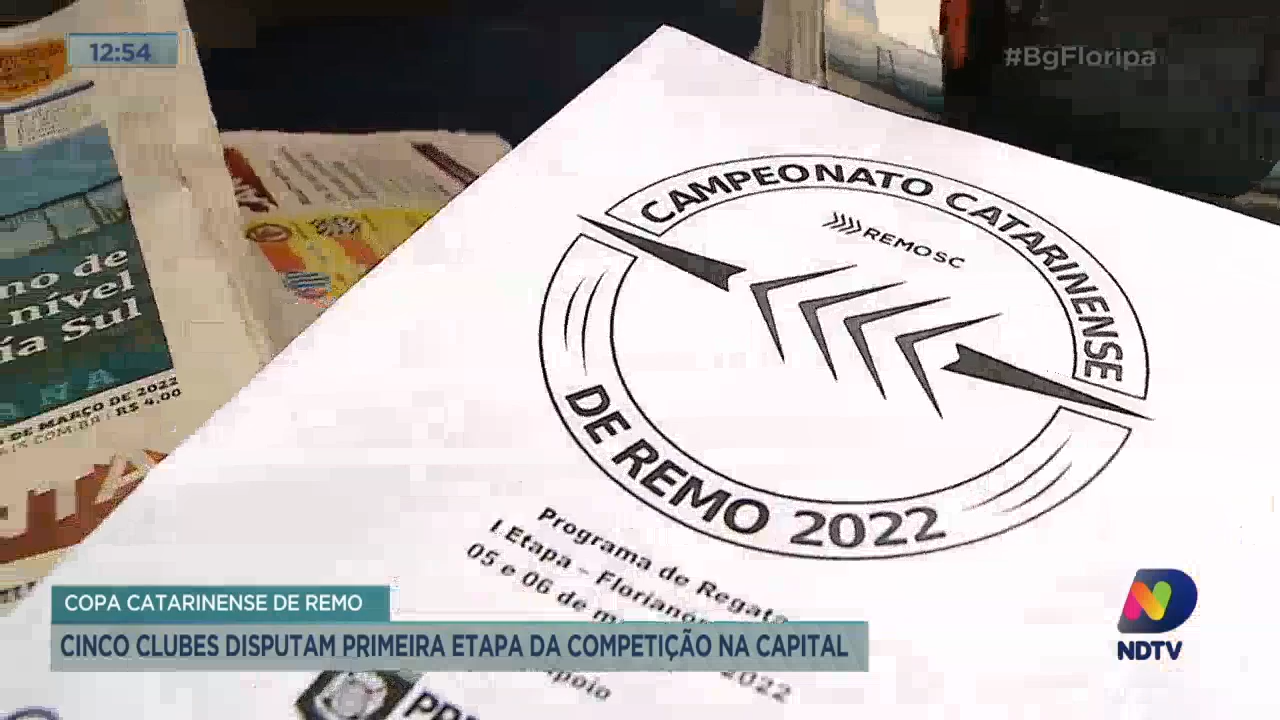 12:54
#BgFloripa
CAMPEONATO CATARINENSE
REMOSC
DE REMO 2022
Programa de Regata
I Etapa - Florianóp
05 e 06 de m
2022
apoio
no de
nível
ia Sul
DE MARÇO DE 2022
R$ 4,00
COPA CATARINENSE DE REMO
CINCO CLUBES DISPUTAM PRIMEIRA ETAPA DA COMPETIÇÃO NA CAPITAL
NDTV